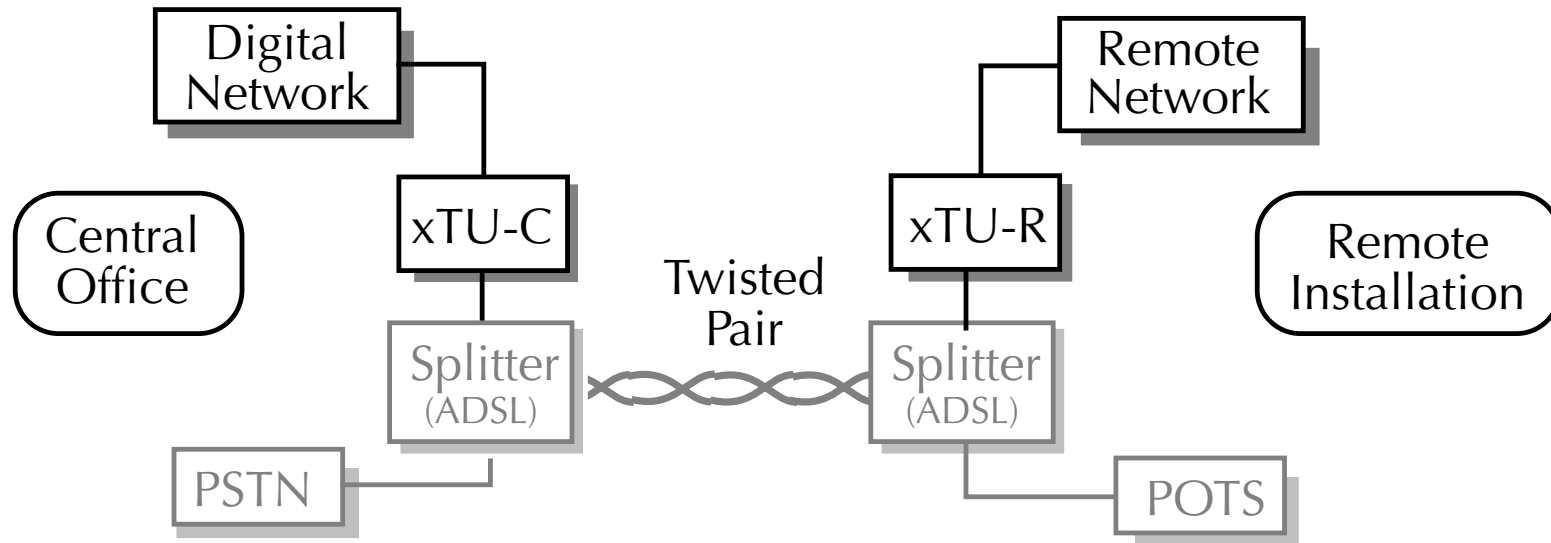 Digital
Network
Remote
Network
xTU-C
xTU-R
Central
Office
Twisted
Pair
Remote
Installation
Splitter
(ADSL)
Splitter
(ADSL)
PSTN
POTS